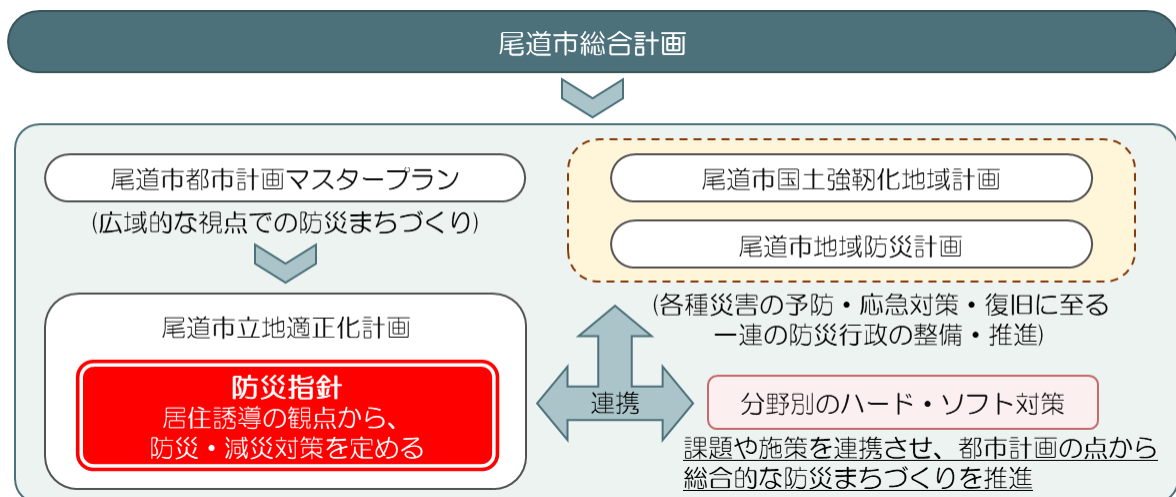 尾道市総合計画
尾道市都市計画マスタープラン
(広域的な視点での防災まちづくり)
尾道市立地適正化計画
防災指針
居住誘導の観点から、
防災・減災対策を定める
尾道市国土強靭化地域計画
尾道市地域防災計画
(各種災害の予防・応急対策・復旧に至る
一連の防災行政の整備・推進)
連携
分野別のハード・ソフト対策
課題や施策を連携させ、都市計画の点から
総合的な防災まちづくりを推進